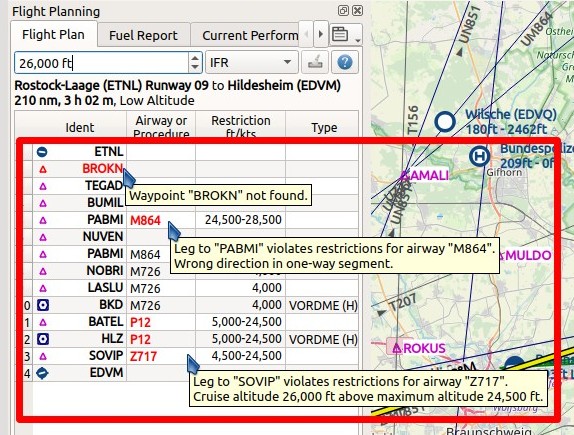 Flight Planning
Flight Plan
Fuel Report
Current Perform
26,000 ft
IFR
Rostock-Laage (ETNL) Runway 09 to Hildesheim (EDVM)
210 nm, 3 h 02 m, Low Altitude
Ident
Airway or Procedure
Restriction ft/kts
Type
ETNL
BROKN
TEGAD
Waypoint "BROKN" not found.
BUMIL
PABMI M864 24,500-28,500
NUVEN
Leg to "PABMI" violates restrictions for airway "M864".
Wrong direction in one-way segment.
PABMI M864
NOBRI M726
LASLU M726 4,000
0 BKD M726 4,000 VORDME (H)
1 BATEL P12 5,000-24,500
2 HLZ P12 5,000-24,500 VORDME (H)
3 SOVIP Z717 4,500-24,500
4 EDVM
Leg to "SOVIP" violates restrictions for airway "Z717".
Cruise altitude 26,000 ft above maximum altitude 24,500 ft.
UN851
UM864
T156
Wilsche (EDVQ)
180ft - 2462ft
Bundespoliz
209ft - 0f
Gifhorn
AMALI
MULDO
T207
ROKUS
Wolfsburg
Braunschweig